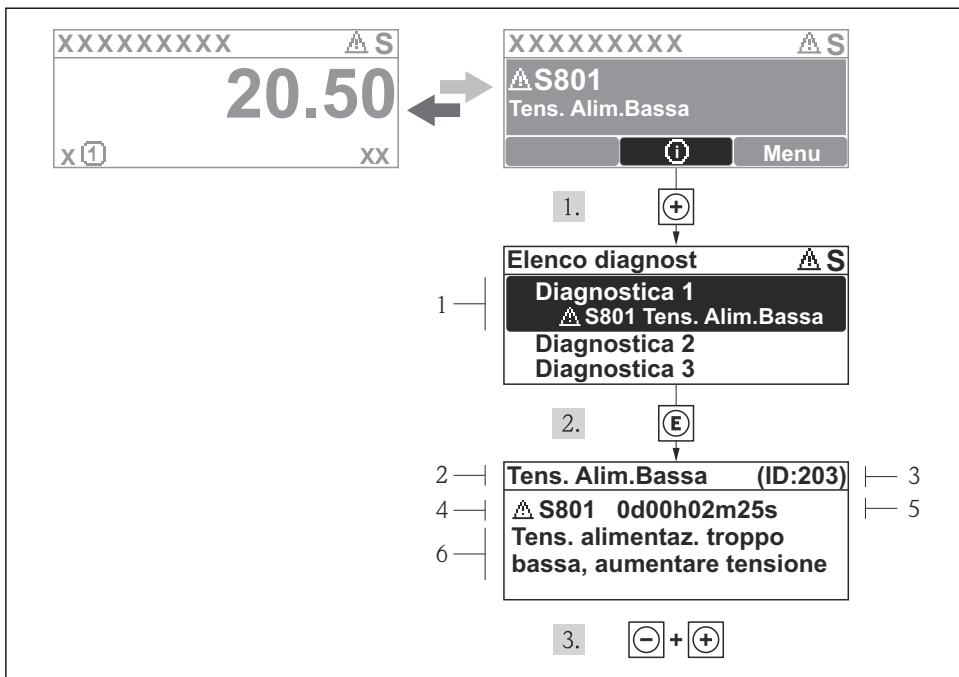 XXXXXXXXX ⚠ S
20.50
x 1 XX
XXXXXXXXX ⚠ S
⚠S801
Tens. Alim.Bassa
i Menu
1. +
Elenco diagnost ⚠ S
1 Diagnostica 1
⚠ S801 Tens. Alim.Bassa
Diagnostica 2
Diagnostica 3
2. E
2 Tens. Alim.Bassa (ID:203) 3
4 ⚠ S801 0d00h02m25s 5
6 Tens. alimentaz. troppo
bassa, aumentare tensione
3. - + +